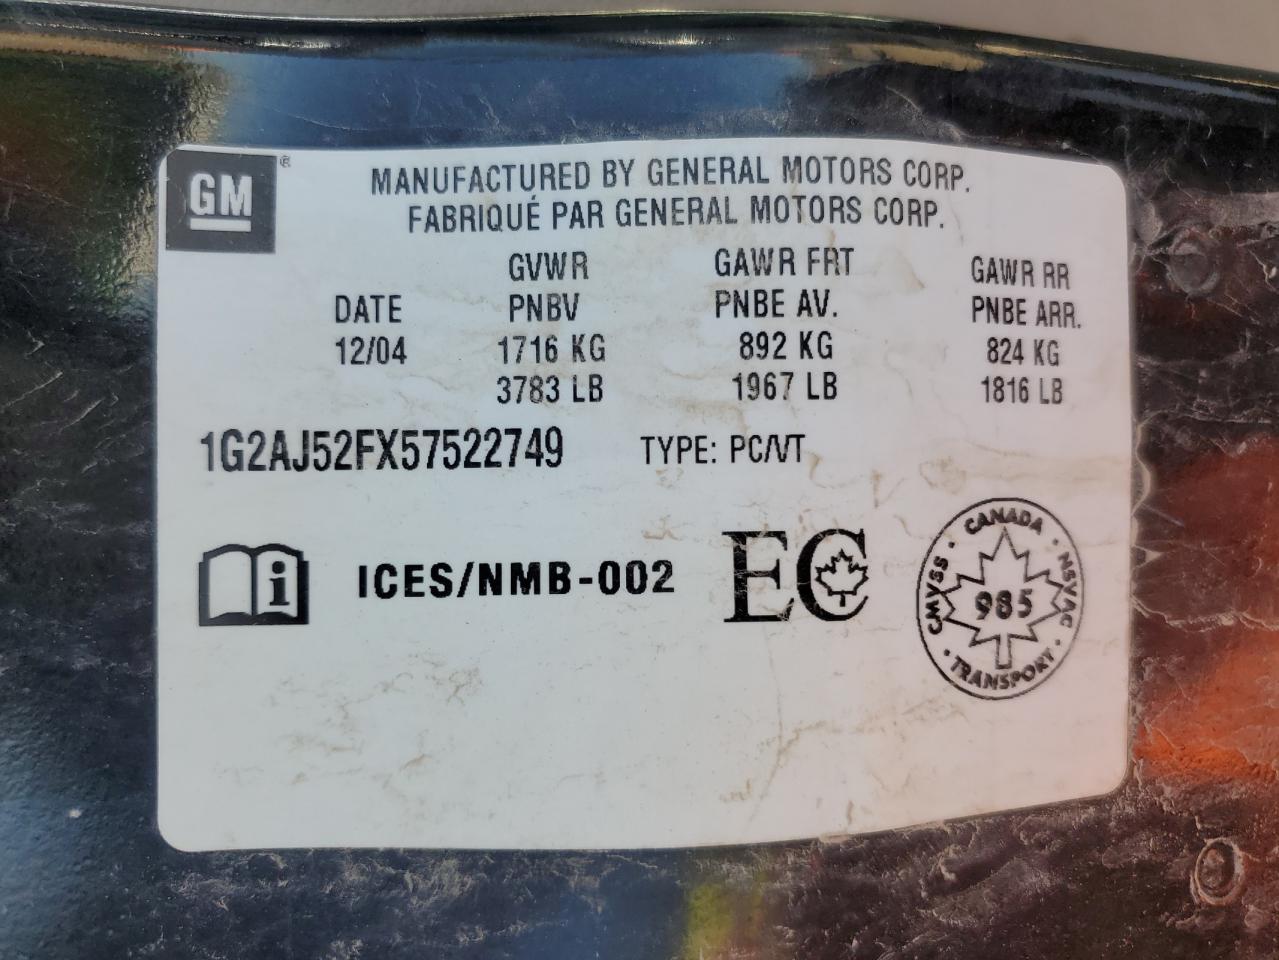 GM®
MANUFACTURED BY GENERAL MOTORS CORP.
FABRIQUÉ PAR GENERAL MOTORS CORP.
GVWR GAWR FRT GAWR RR
DATE PNBV PNBE AV. PNBE ARR.
12/04 1716 KG 892 KG 824 KG
3783 LB 1967 LB 1816 LB
1G2AJ52FX57522749 TYPE: PC/VT
i ICES/NMB-002 EC
CANADA
CMVSS · NSVAC
985
TRANSPORT